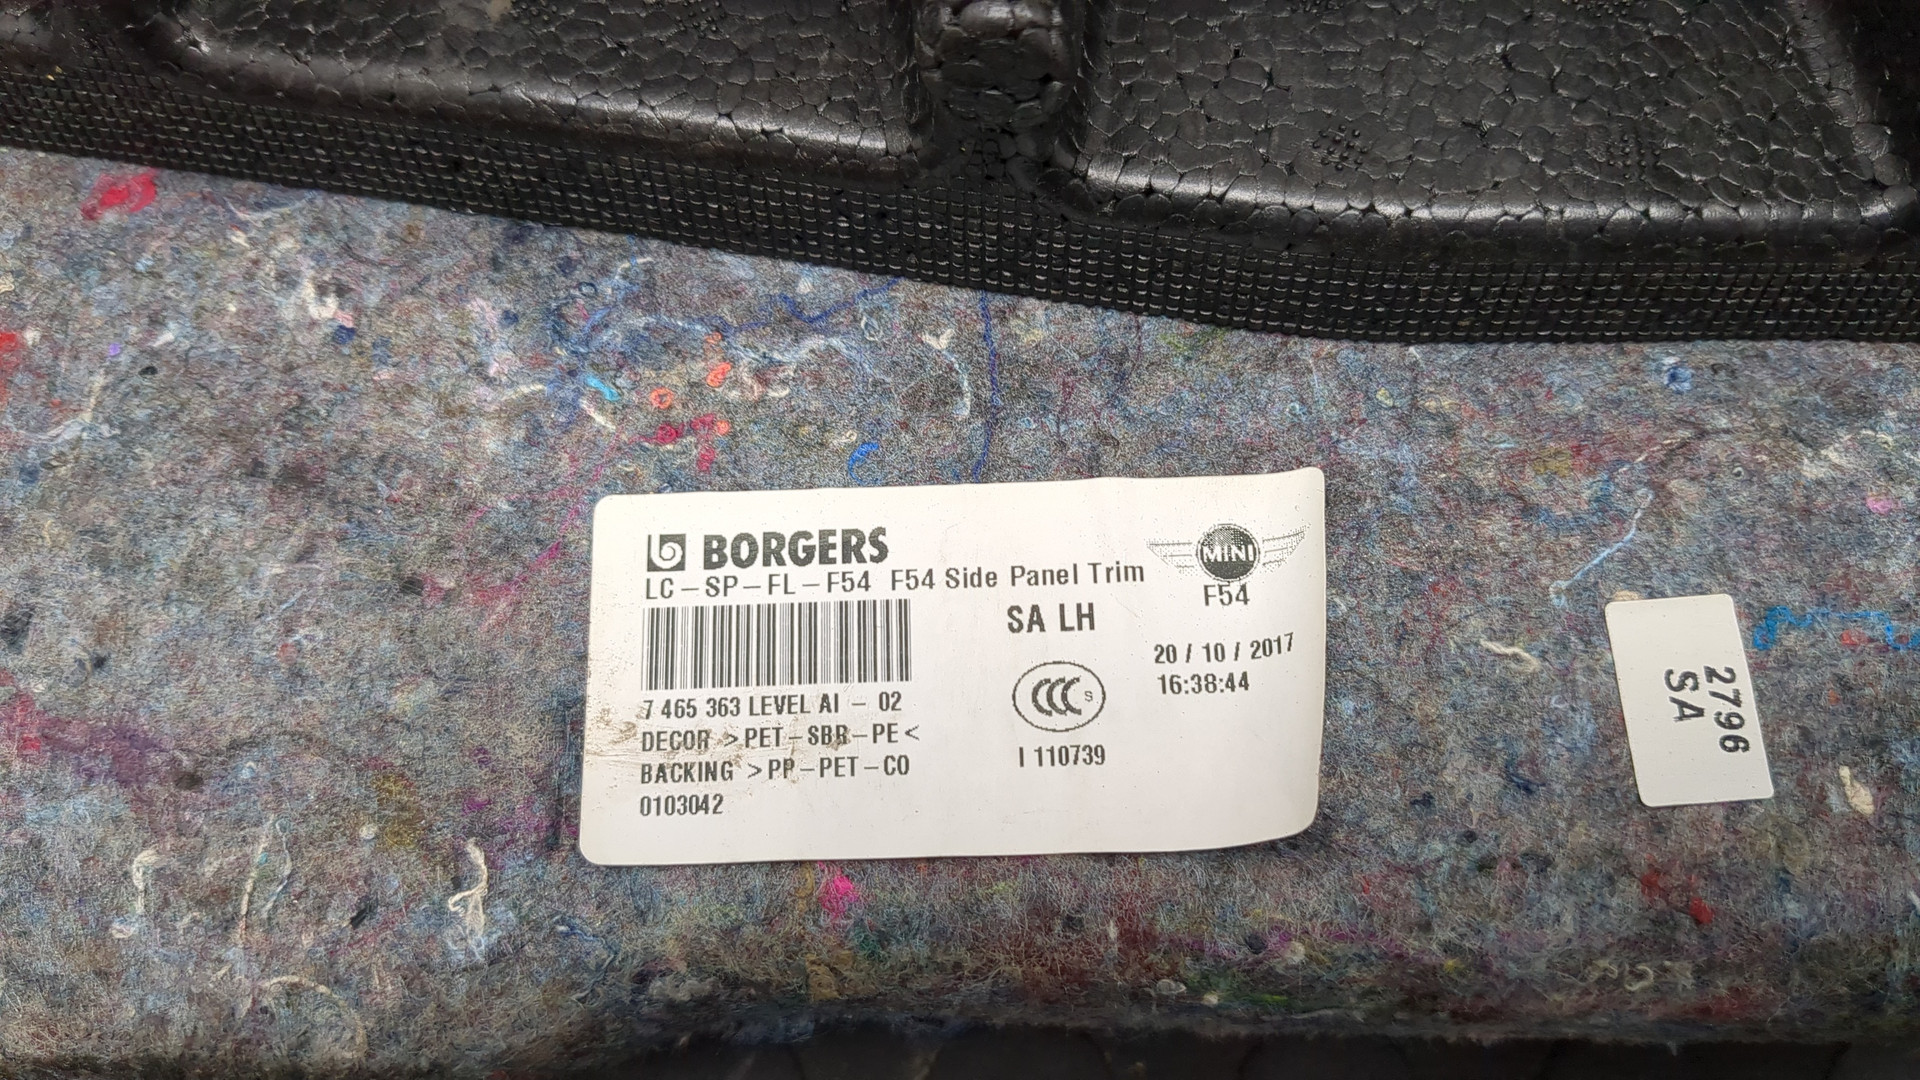 BORGERS
LC-SP-FL-F54 F54 Side Panel Trim
MINI
F54
SA LH
20 / 10 / 2017
16:38:44
7 465 363 LEVEL AI - 02
DECOR >PET-SBR-PE<
BACKING >PP-PET-CO
0103042
CCC S
I 110739
2796
SA